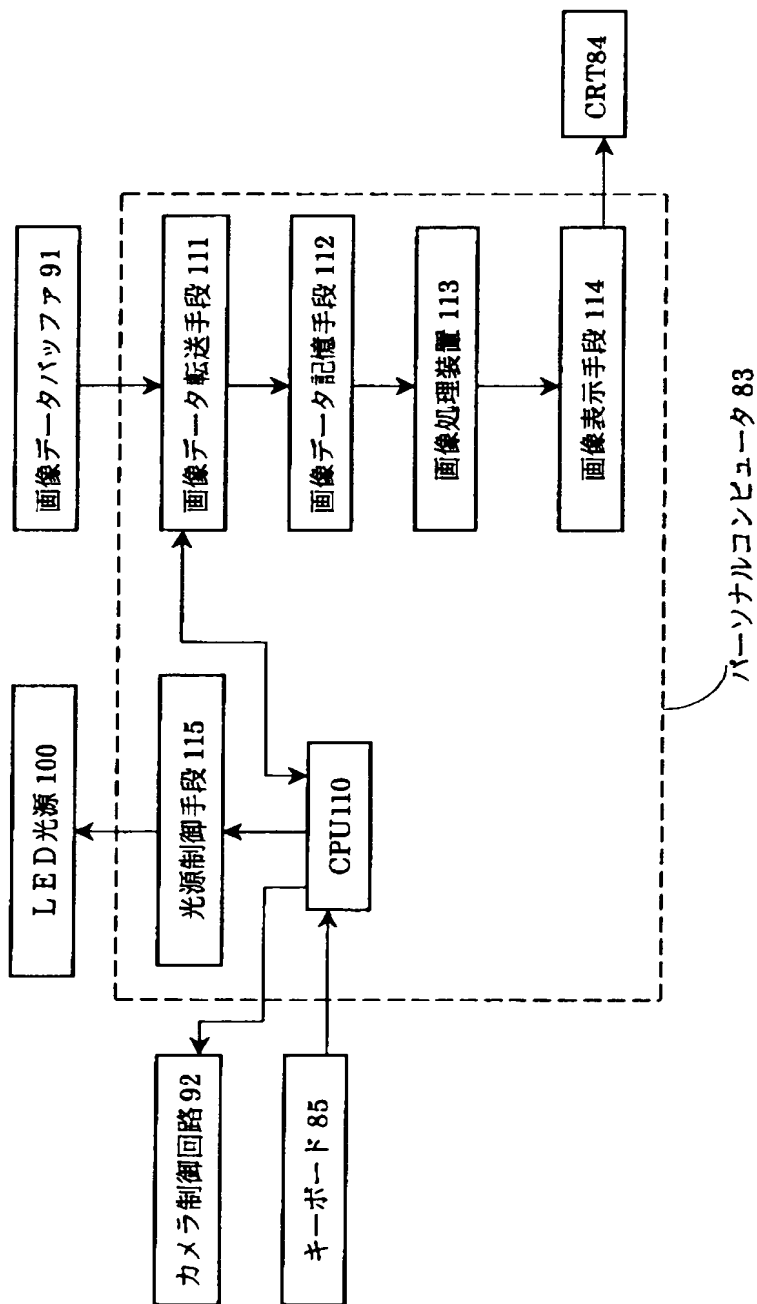 LED光源100
画像データバッファ91
カメラ制御回路92
光源制御手段115
画像データ転送手段111
キーボード85
CPU110
画像データ記憶手段112
画像処理装置113
画像表示手段114
CRT84
パーソナルコンピュータ83